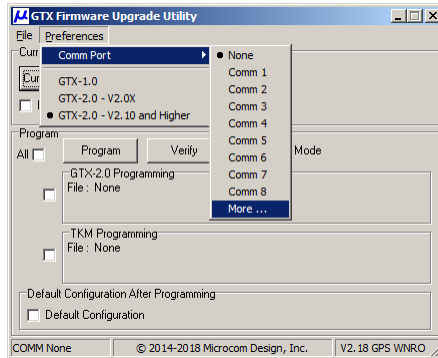 μ GTX Firmware Upgrade Utility
File Preferences
Curr
Comm Port
None
Cur
Comm 1
GTX-1.0
Comm 2
GTX-2.0 - V2.0X
Comm 3
GTX-2.0 - V2.10 and Higher
Comm 4
Program
Comm 5
All
Program
Verify
Comm 6
Mode
GTX-2.0 Programming
Comm 7
File : None
Comm 8
More ...
TKM Programming
File : None
Default Configuration After Programming
Default Configuration
COMM None
© 2014-2018 Microcom Design, Inc.
V2.18 GPS WNRO